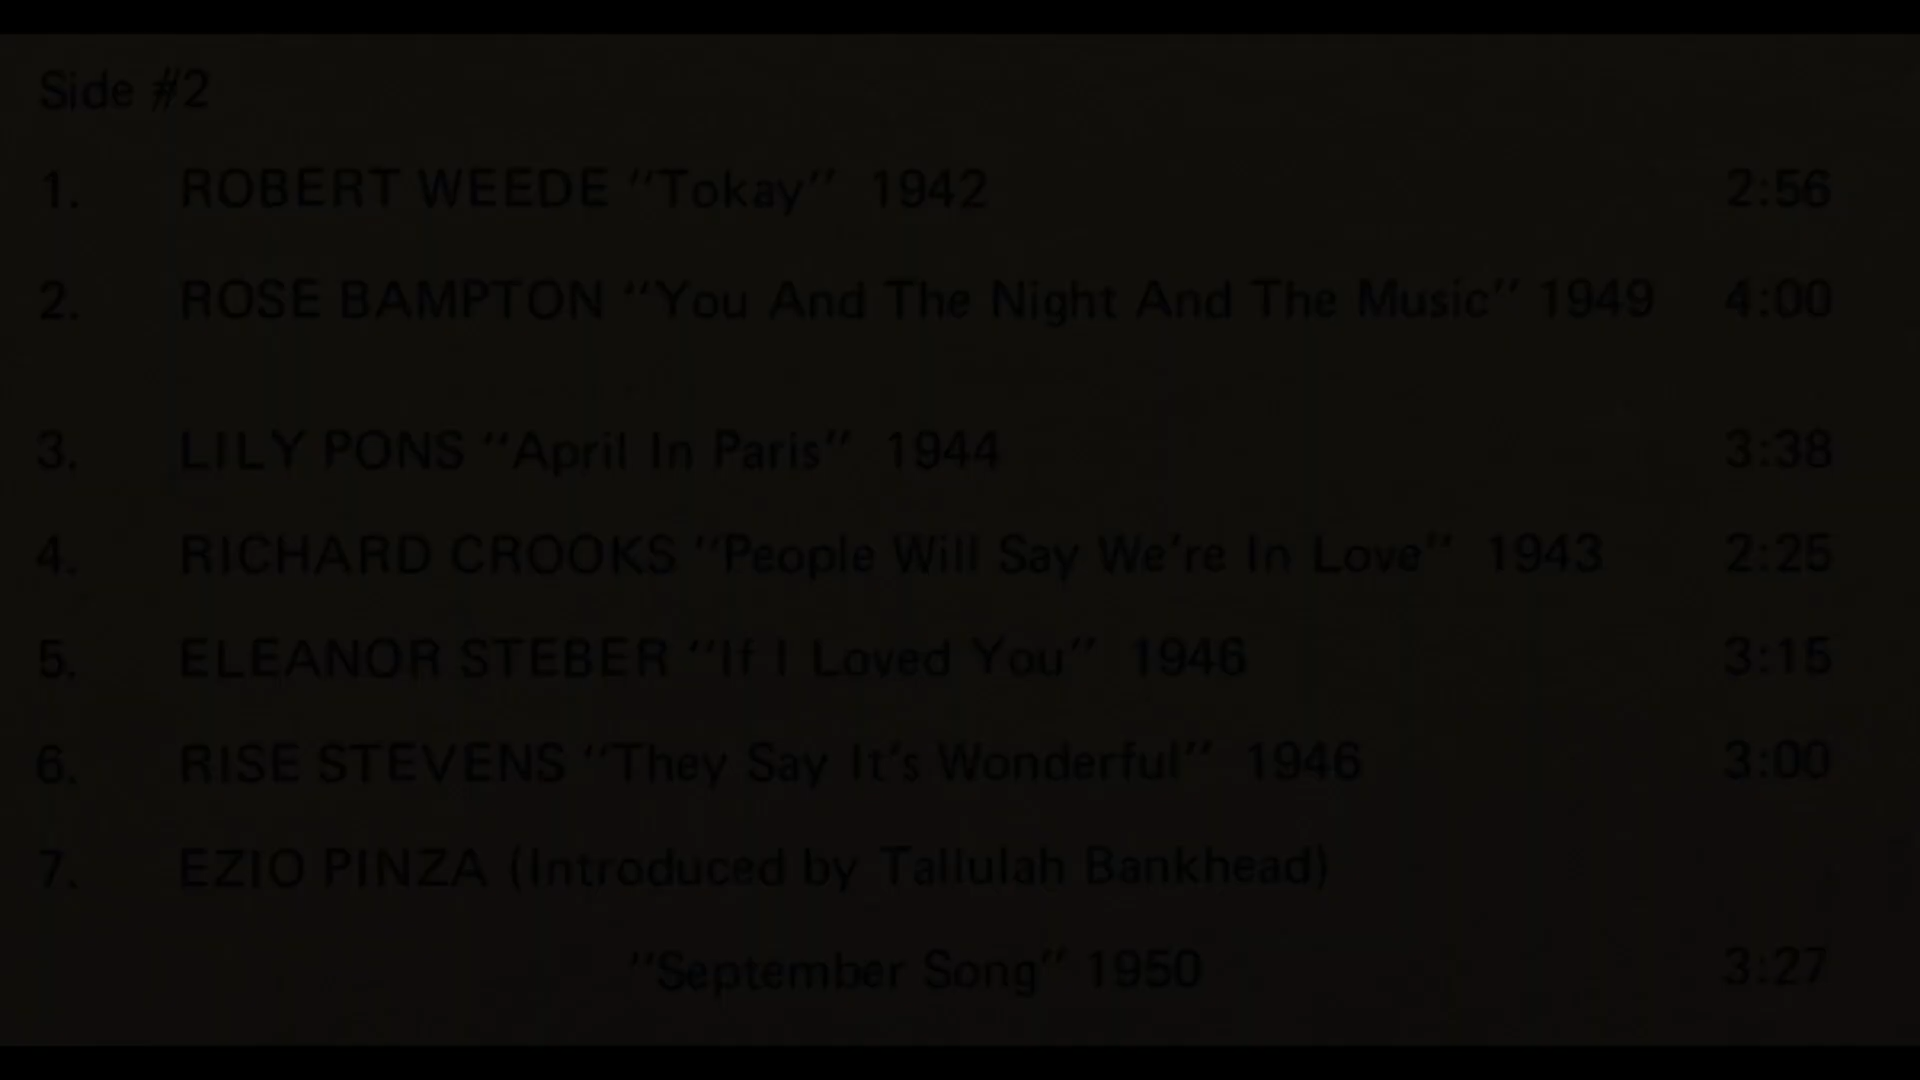 Side #2
1. ROBERT WEEDE "Tokay" 1942 2:56
2. ROSE BAMPTON "You And The Night And The Music" 1949 4:00
3. LILY PONS "April In Paris" 1944 3:38
4. RICHARD CROOKS "People Will Say We're In Love" 1943 2:25
5. ELEANOR STEBER "If I Loved You" 1946 3:15
6. RISE STEVENS "They Say It's Wonderful" 1946 3:00
7. EZIO PINZA (Introduced by Tallulah Bankhead)
"September Song" 1950 3:27